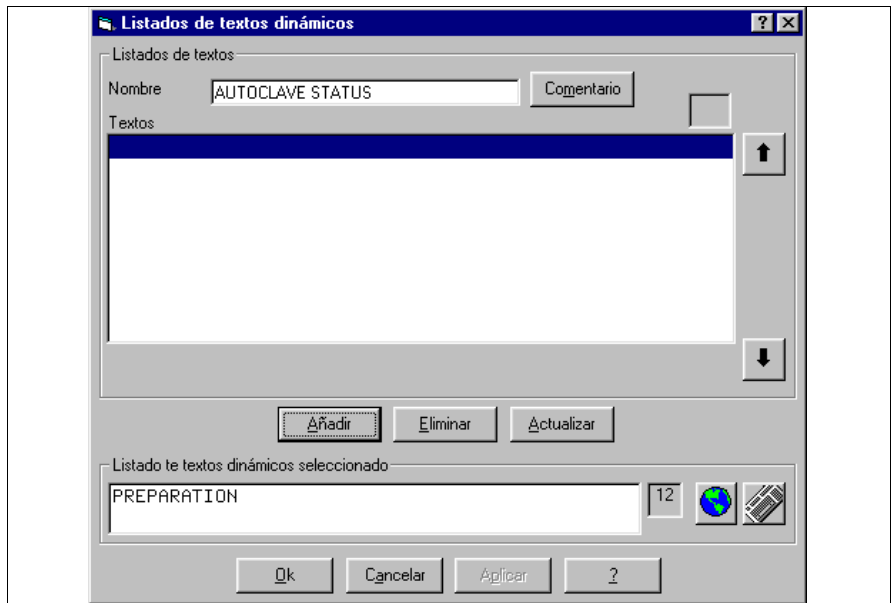 Listados de textos dinámicos
Listados de textos
Nombre AUTOCLAVE STATUS Comentario
Textos
Añadir Eliminar Actualizar
Listado te textos dinámicos seleccionado
PREPARATION 12
Ok Cancelar Aplicar ?